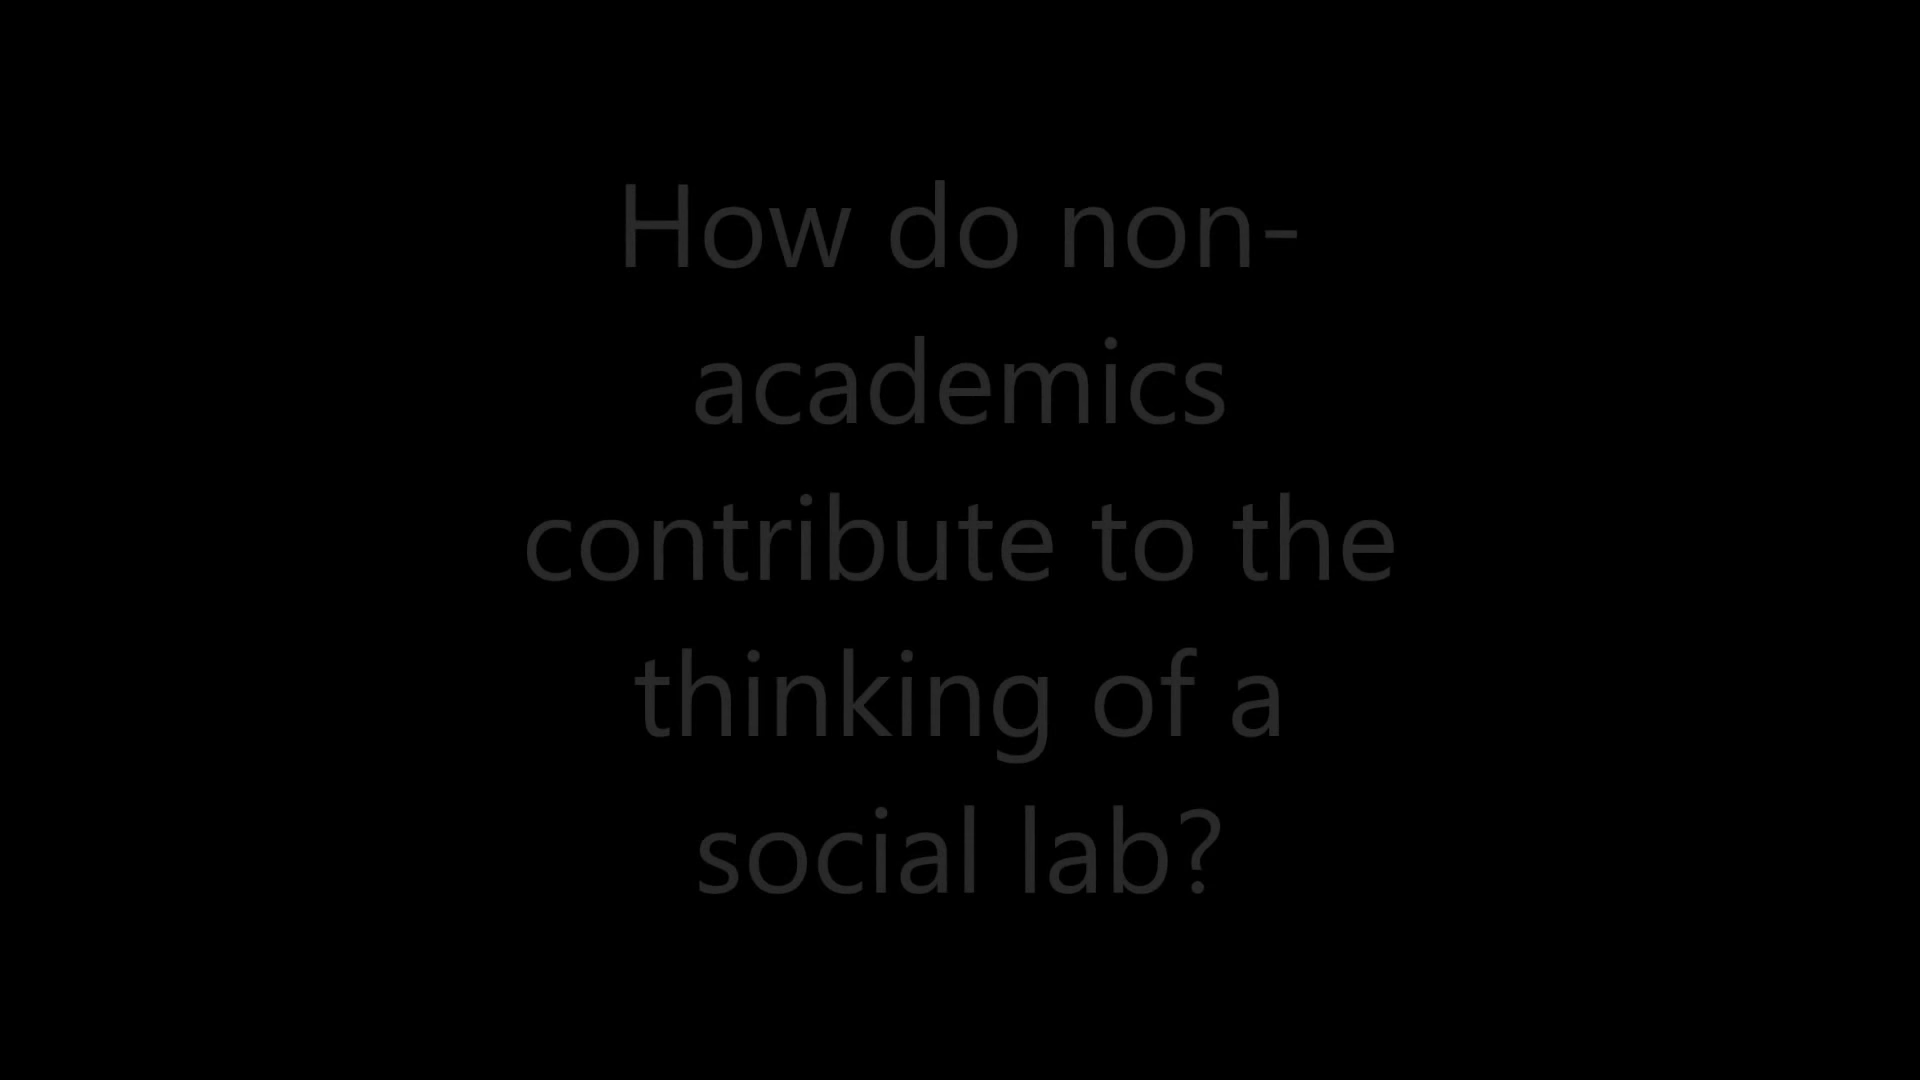 How do non-
academics
contribute to the
thinking of a
social lab?